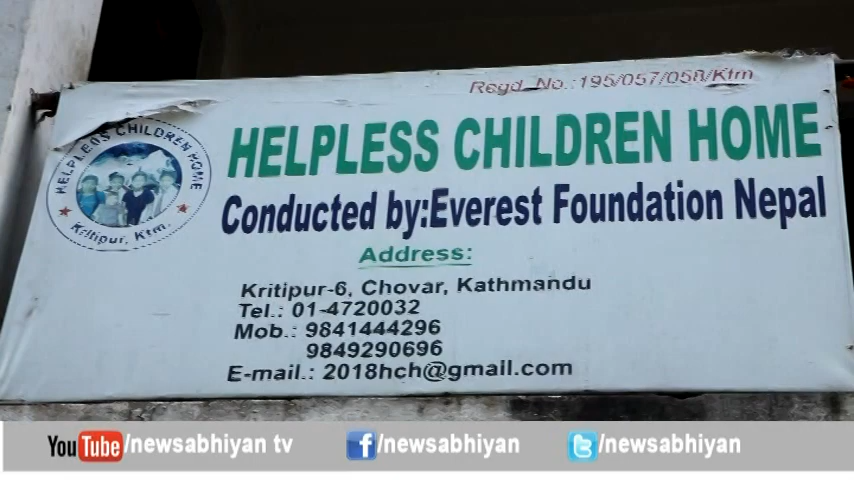 Regd. No.:195/057/058/Ktm
HELPLESS CHILDREN HOME
HELPLEOS CHILDREN HOME
Kritipur, Ktm.
Conducted by:Everest Foundation Nepal
Address:
Kritipur-6, Chovar, Kathmandu
Tel.: 01-4720032
Mob.: 9841444296
9849290696
E-mail.: 2018hch@gmail.com
YouTube/newsabhiyan tv f/newsabhiyan /newsabhiyan